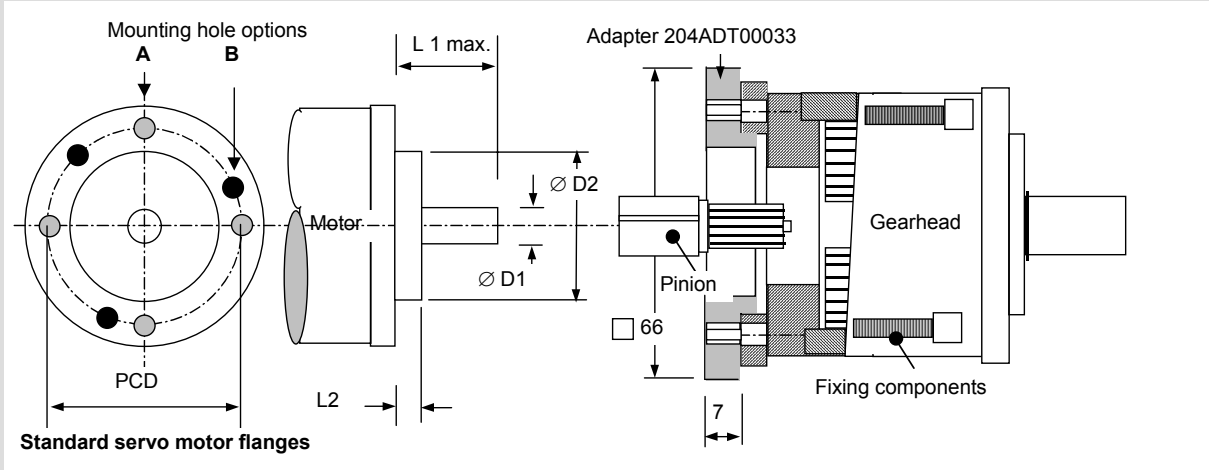 Mounting hole options
A B
L 1 max.
Adapter 204ADT00033
∅ D2
Motor
∅ D1
Gearhead
Pinion
□ 66
PCD
L2
7
Fixing components
Standard servo motor flanges